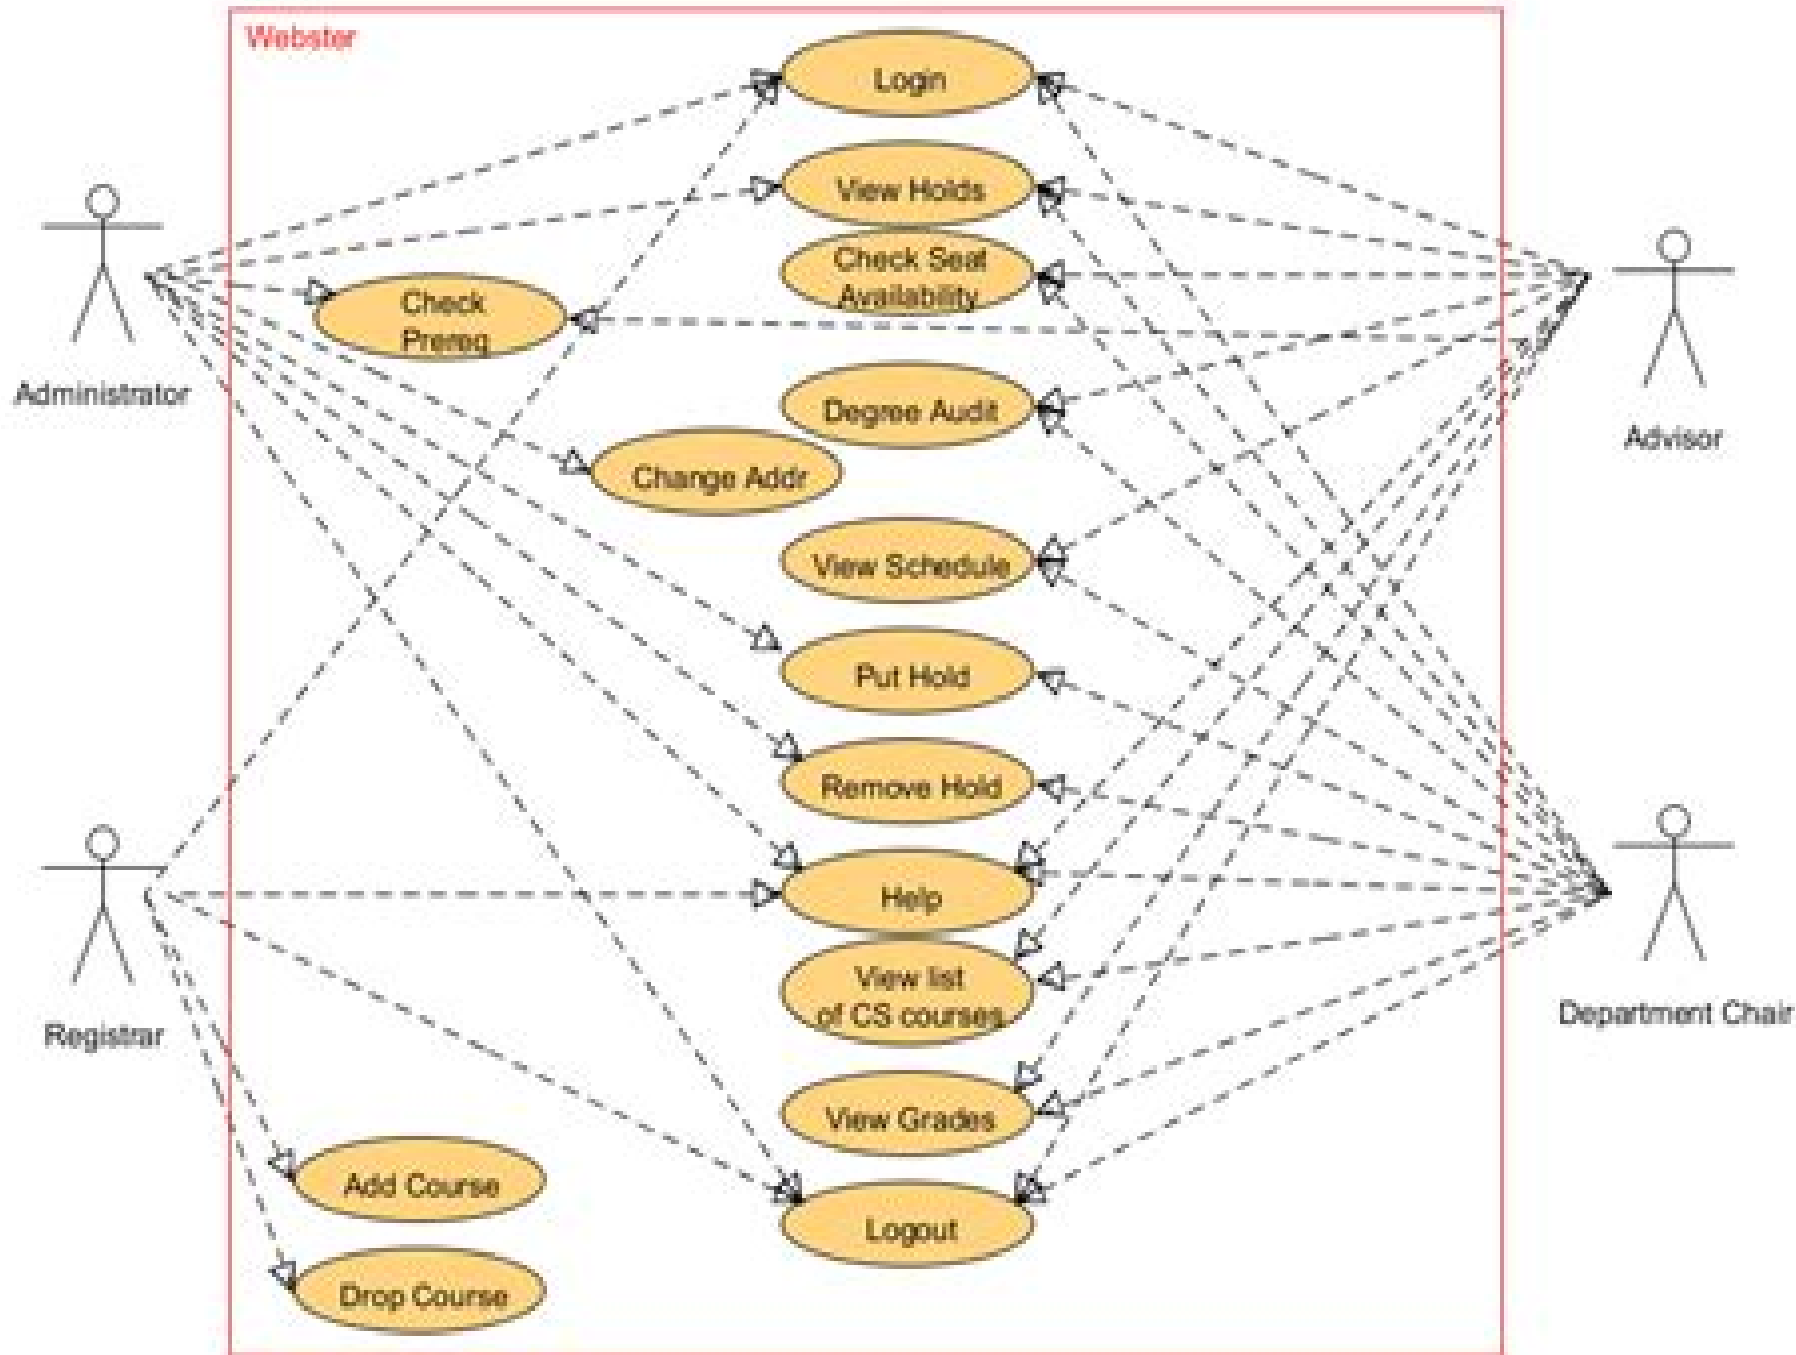 Webster
Login
View Holds
Check Seat
Availability
Check
Prereq
Administrator
Degree Audit
Advisor
Change Addr
View Schedule
Put Hold
Remove Hold
Help
View list
of CS courses
Registrar
Department Chair
View Grades
Add Course
Logout
Drop Course